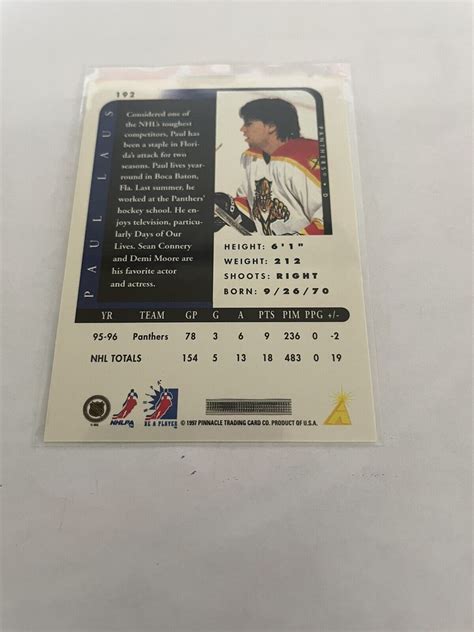 192
PAUL LAUS
Considered one of
the NHL's toughest
competitors, Paul has
been a staple in Flori-
da's attack for two
seasons. Paul lives year-
round in Boca Baton,
Fla. Last summer, he
worked at the Panthers'
hockey school. He en-
joys television, particu-
larly Days of Our
Lives. Sean Connery
and Demi Moore are
his favorite actor
and actress.
PANTHERS • D
HEIGHT: 6'1"
WEIGHT: 212
SHOOTS: RIGHT
BORN: 9/26/70
YR TEAM GP G A PTS PIM PPG +/-
95-96 Panthers 78 3 6 9 236 0 -2
NHL TOTALS 154 5 13 18 483 0 19
NHLPA
BE A PLAYER
© 1997 PINNACLE TRADING CARD CO. PRODUCT OF U.S.A.